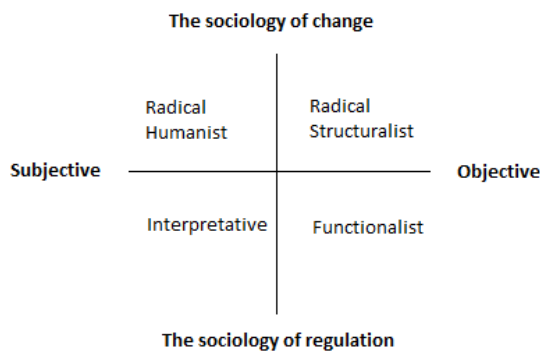 The sociology of change
Radical
Humanist
Radical
Structuralist
Subjective
Objective
Interpretative
Functionalist
The sociology of regulation